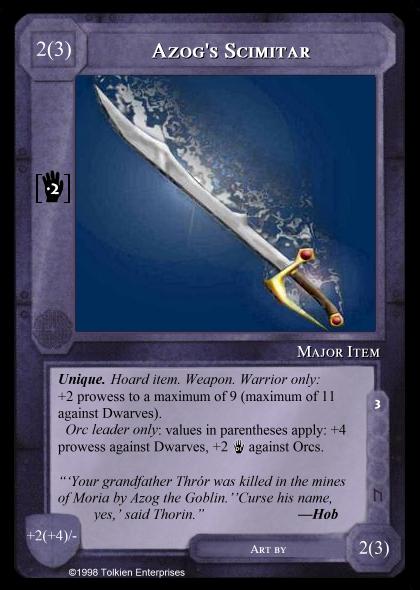 2(3)
AZOG'S SCIMITAR
[-2]
MAJOR ITEM
Unique. Hoard item. Weapon. Warrior only:
+2 prowess to a maximum of 9 (maximum of 11
against Dwarves).
Orc leader only: values in parentheses apply: +4
prowess against Dwarves, +2 against Orcs.
3
“‘Your grandfather Thrór was killed in the mines
of Moria by Azog the Goblin.’‘Curse his name,
yes,’ said Thorin.” —Hob
+2(+4)/-
ART BY
2(3)
©1998 Tolkien Enterprises